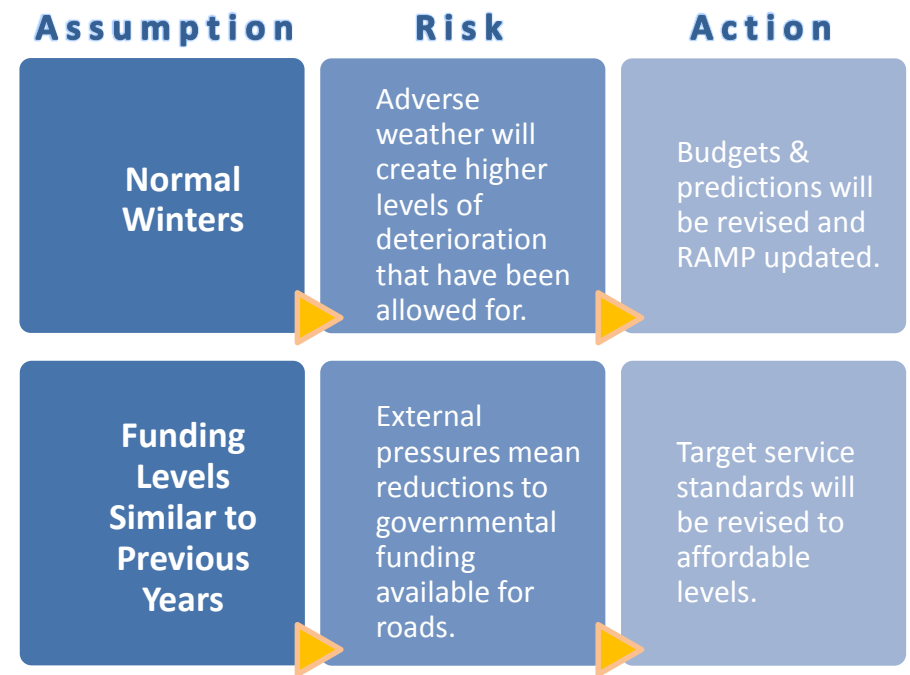 Assumption Risk Action
Normal
Winters
Adverse
weather will
create higher
levels of
deterioration
that have been
allowed for.
Budgets &
predictions will
be revised and
RAMP updated.
Funding
Levels
Similar to
Previous
Years
External
pressures mean
reductions to
governmental
funding
available for
roads.
Target service
standards will
be revised to
affordable
levels.